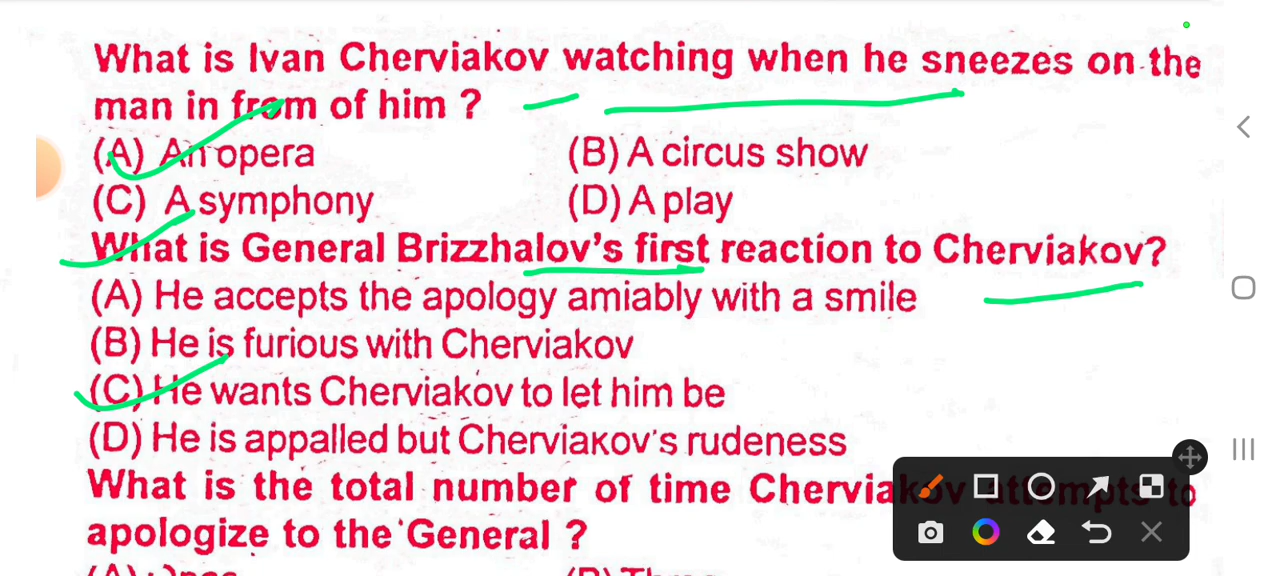 What is Ivan Cherviakov watching when he sneezes on the
man in from of him ?
(A) An opera (B) A circus show
(C) A symphony (D) A play
What is General Brizzhalov's first reaction to Cherviakov?
(A) He accepts the apology amiably with a smile
(B) He is furious with Cherviakov
(C) He wants Cherviakov to let him be
(D) He is appalled but Cherviakov's rudeness
What is the total number of time Cherviakov attempts to
apologize to the General ?